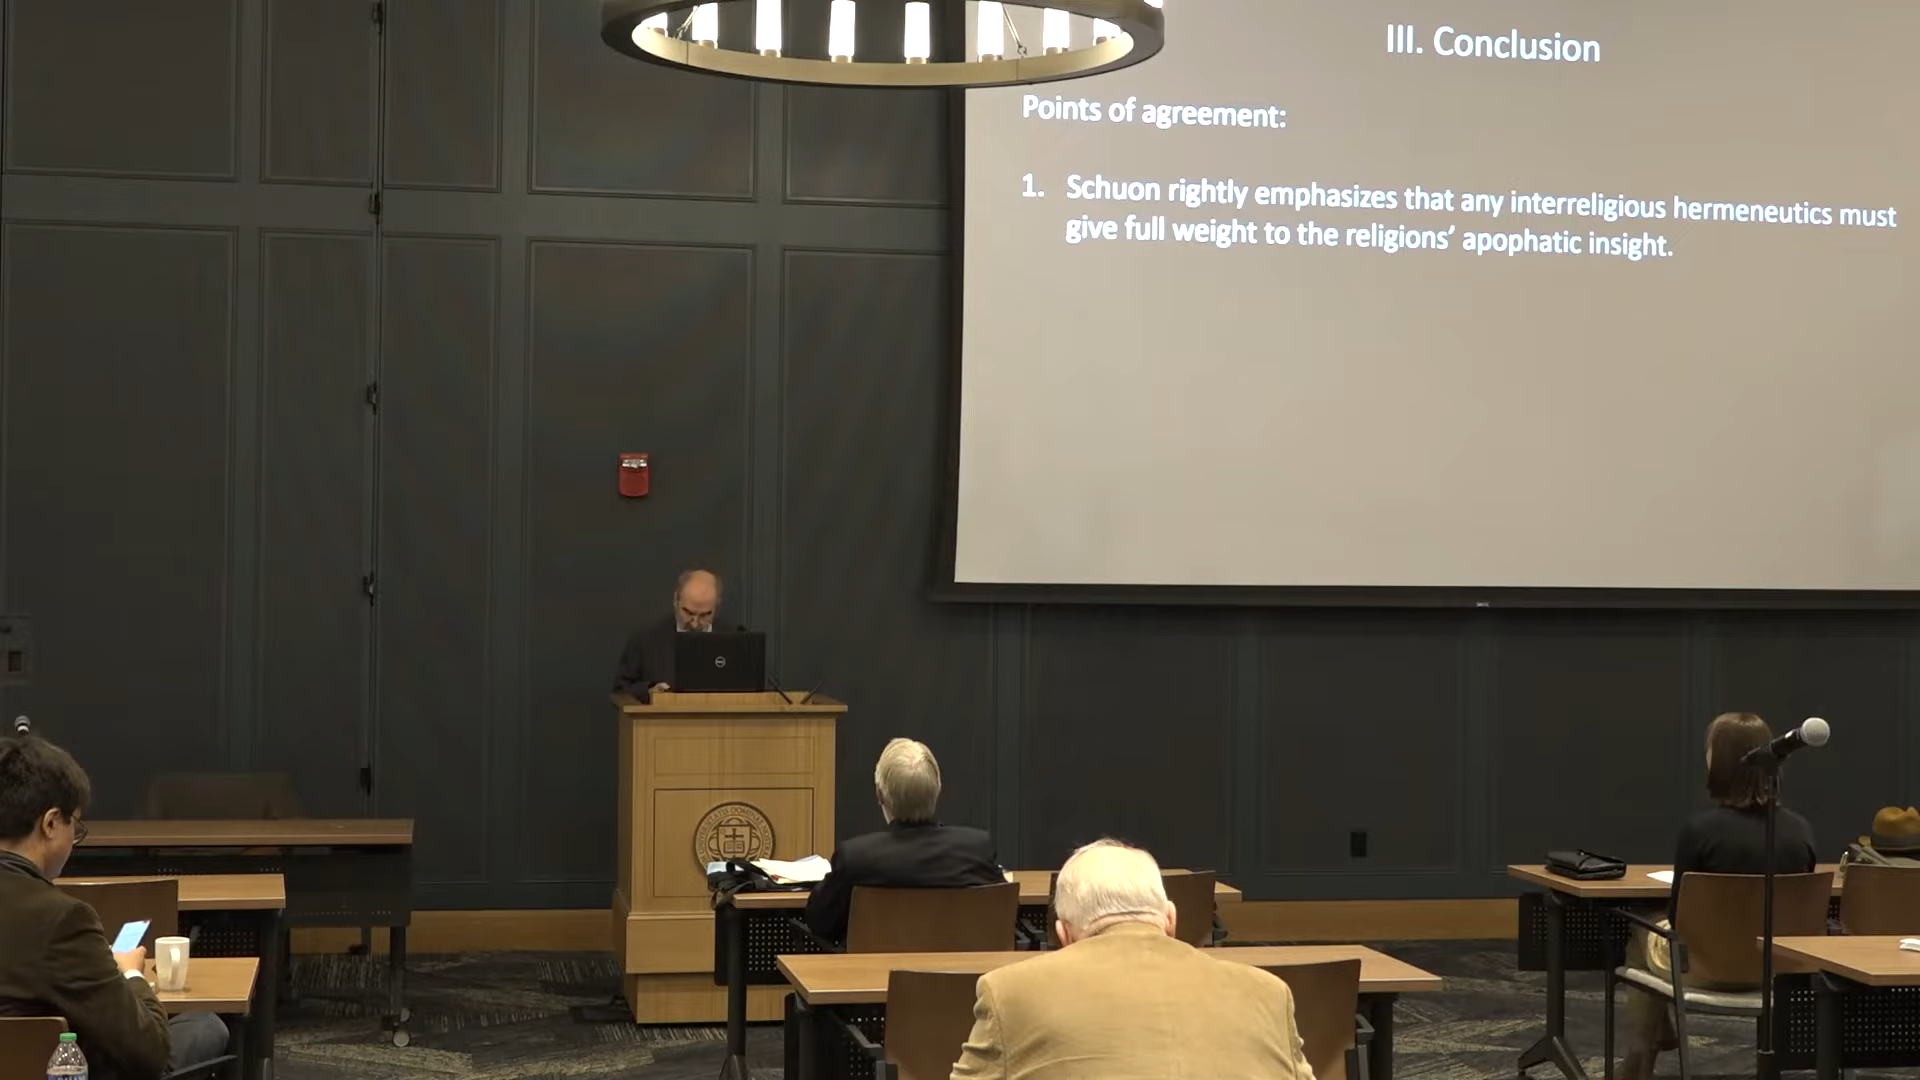 III. Conclusion
Points of agreement:
1. Schuon rightly emphasizes that any interreligious hermeneutics must
give full weight to the religions’ apophatic insight.